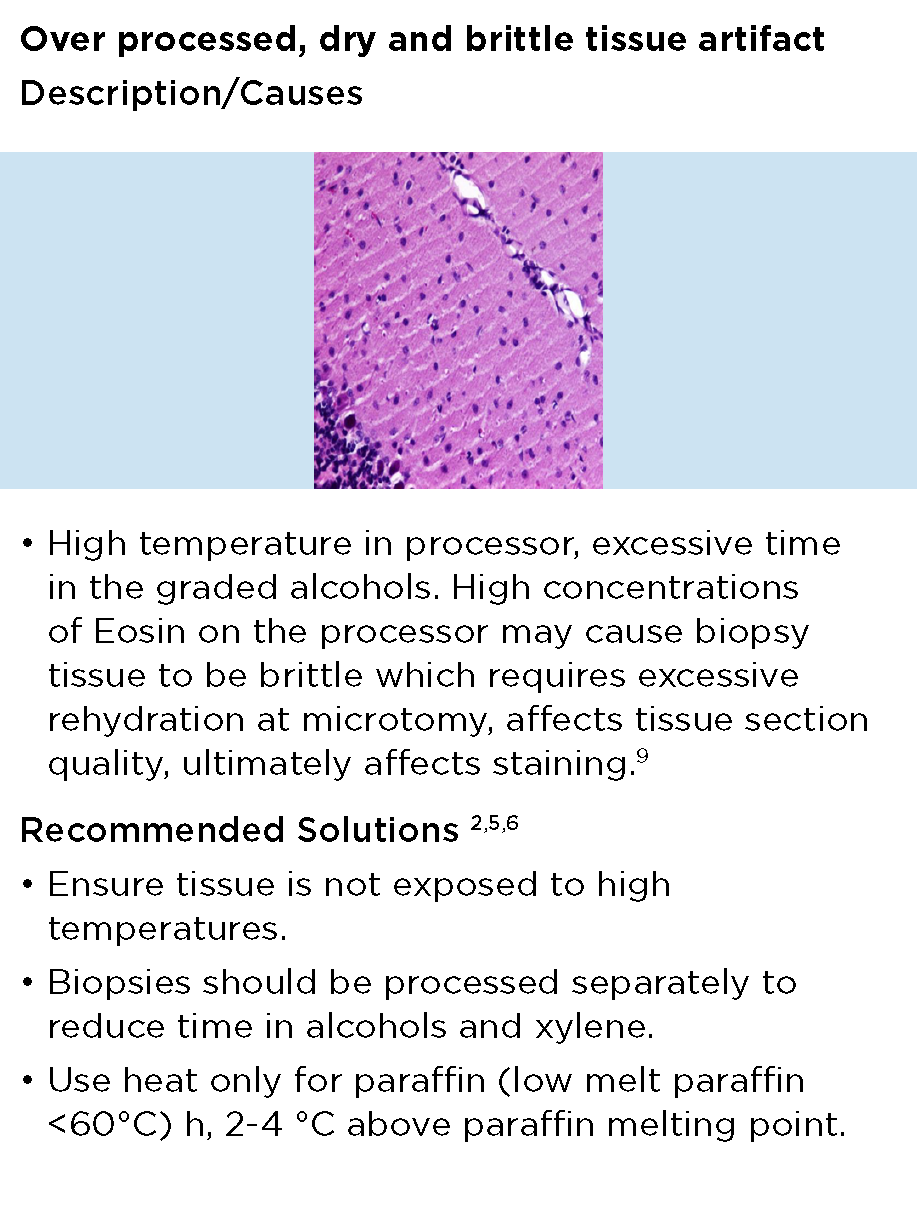 Over processed, dry and brittle tissue artifact
Description/Causes
• High temperature in processor, excessive time
in the graded alcohols. High concentrations
of Eosin on the processor may cause biopsy
tissue to be brittle which requires excessive
rehydration at microtomy, affects tissue section
quality, ultimately affects staining.⁹
Recommended Solutions ²,⁵,⁶
• Ensure tissue is not exposed to high
temperatures.
• Biopsies should be processed separately to
reduce time in alcohols and xylene.
• Use heat only for paraffin (low melt paraffin
<60°C) h, 2-4 °C above paraffin melting point.